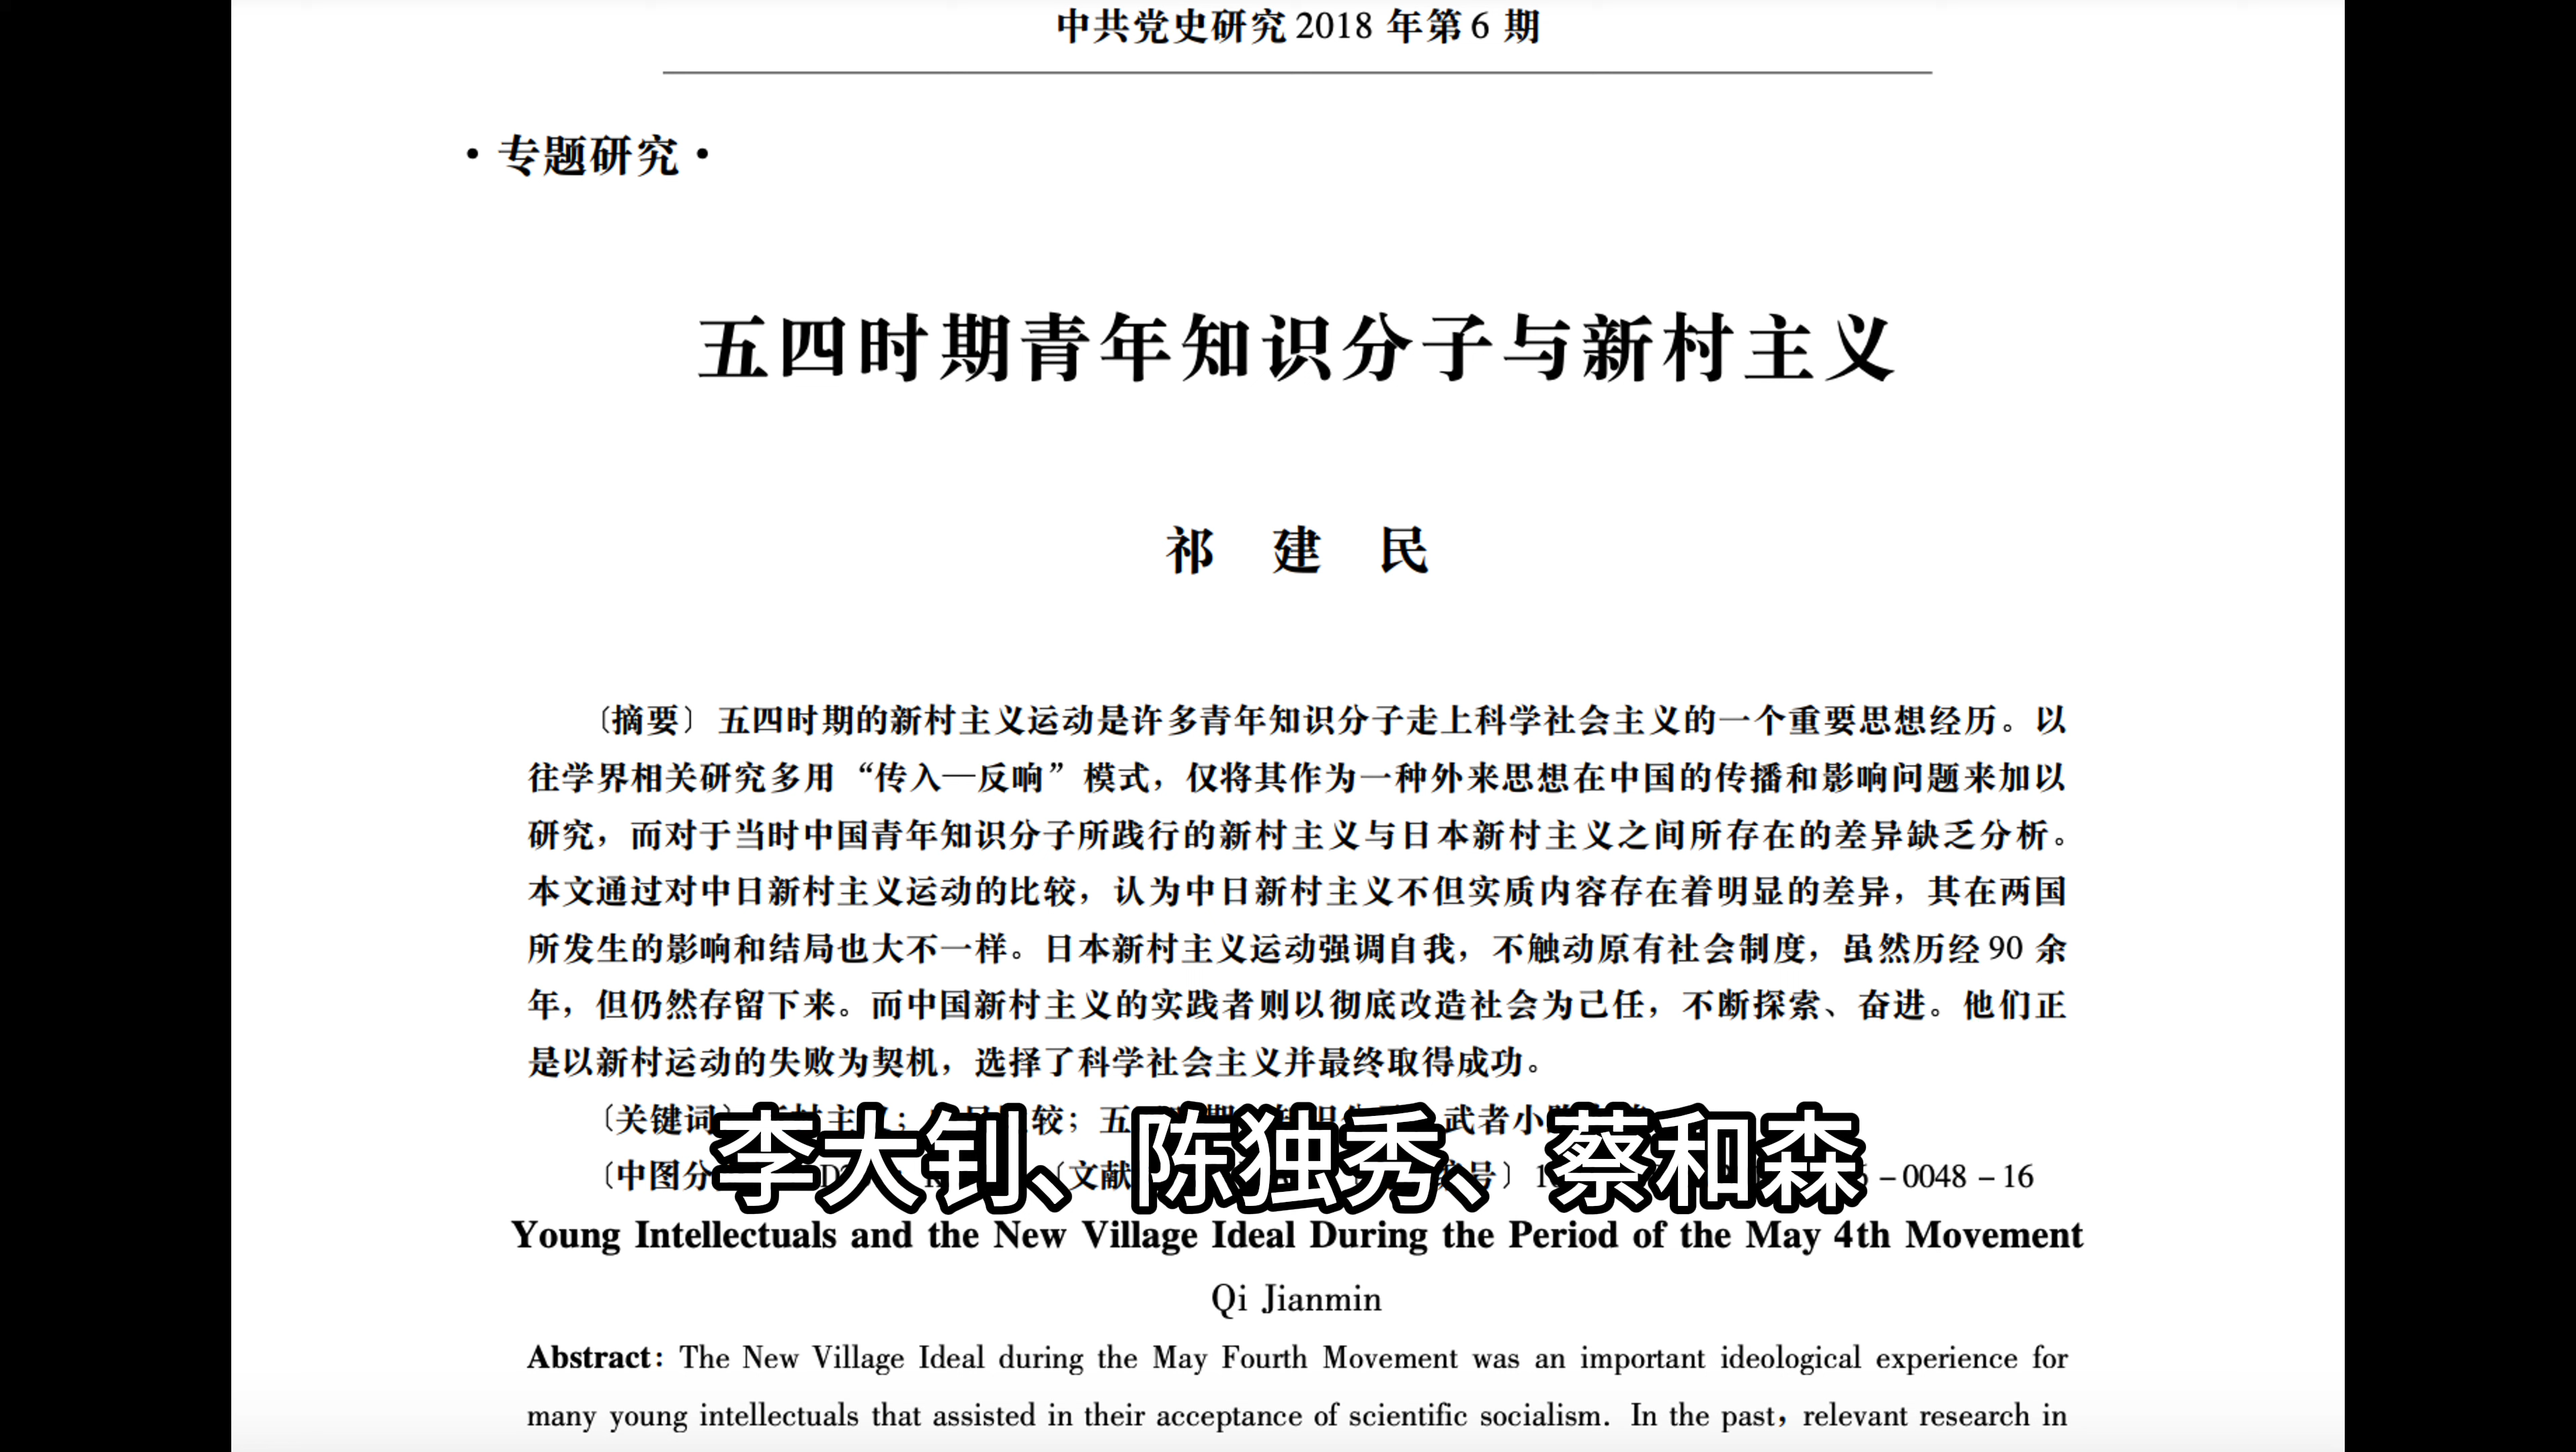 中共党史研究2018 年第6 期
·专题研究·
五四时期青年知识分子与新村主义
祁 建 民
〔摘要〕五四时期的新村主义运动是许多青年知识分子走上科学社会主义的一个重要思想经历。以
往学界相关研究多用“传入—反响”模式，仅将其作为一种外来思想在中国的传播和影响问题来加以
研究，而对于当时中国青年知识分子所践行的新村主义与日本新村主义之间所存在的差异缺乏分析。
本文通过对中日新村主义运动的比较，认为中日新村主义不但实质内容存在着明显的差异，其在两国
所发生的影响和结局也大不一样。日本新村主义运动强调自我，不触动原有社会制度，虽然历经90 余
年，但仍然存留下来。而中国新村主义的实践者则以彻底改造社会为己任，不断探索、奋进。他们正
是以新村运动的失败为契机，选择了科学社会主义并最终取得成功。
〔关键词 主 ； 较；五 武者小
〔中图分 〔文献 号〕1 – 0048 – 16
李大钊、陈独秀、蔡和森
Young Intellectuals and the New Village Ideal During the Period of the May 4th Movement
Qi Jianmin
Abstract: The New Village Ideal during the May Fourth Movement was an important ideological experience for
many young intellectuals that assisted in their acceptance of scientific socialism. In the past, relevant research in